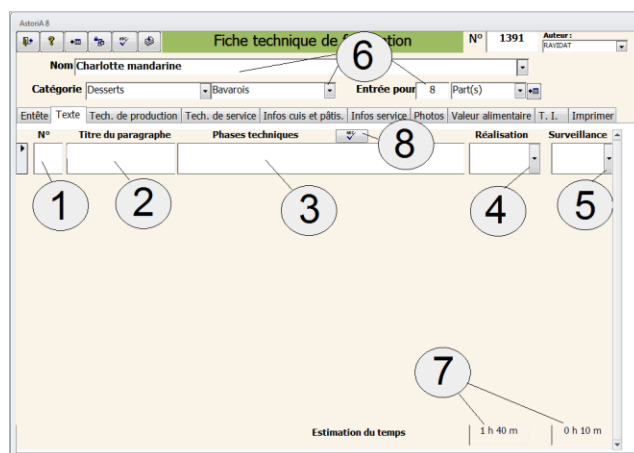 AstoriA 8
Fiche technique de f mation N° 1391 Auteur :
RAVIDAT
Nom Charlotte mandarine
6
Catégorie Desserts Bavarois Entrée pour 8 Part(s)
Entête Texte Tech. de production Tech. de service Infos cuis et pâtis. Infos service Photos Valeur alimentaire T. I. Imprimer
N° Titre du paragraphe Phases techniques Réalisation Surveillance
8
1 2 3 4 5
7
Estimation du temps 1 h 40 m 0 h 10 m